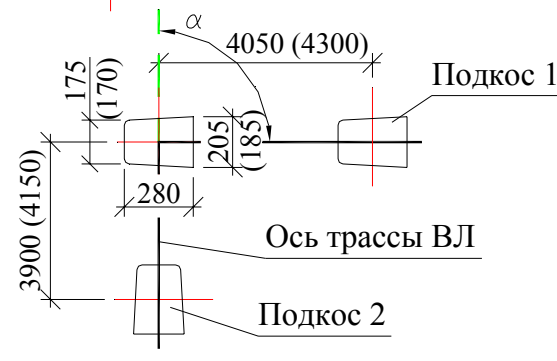 α
4050 (4300)
175
(170)
Подкос 1
205
(185)
280
3900 (4150)
Ось трассы ВЛ
Подкос 2